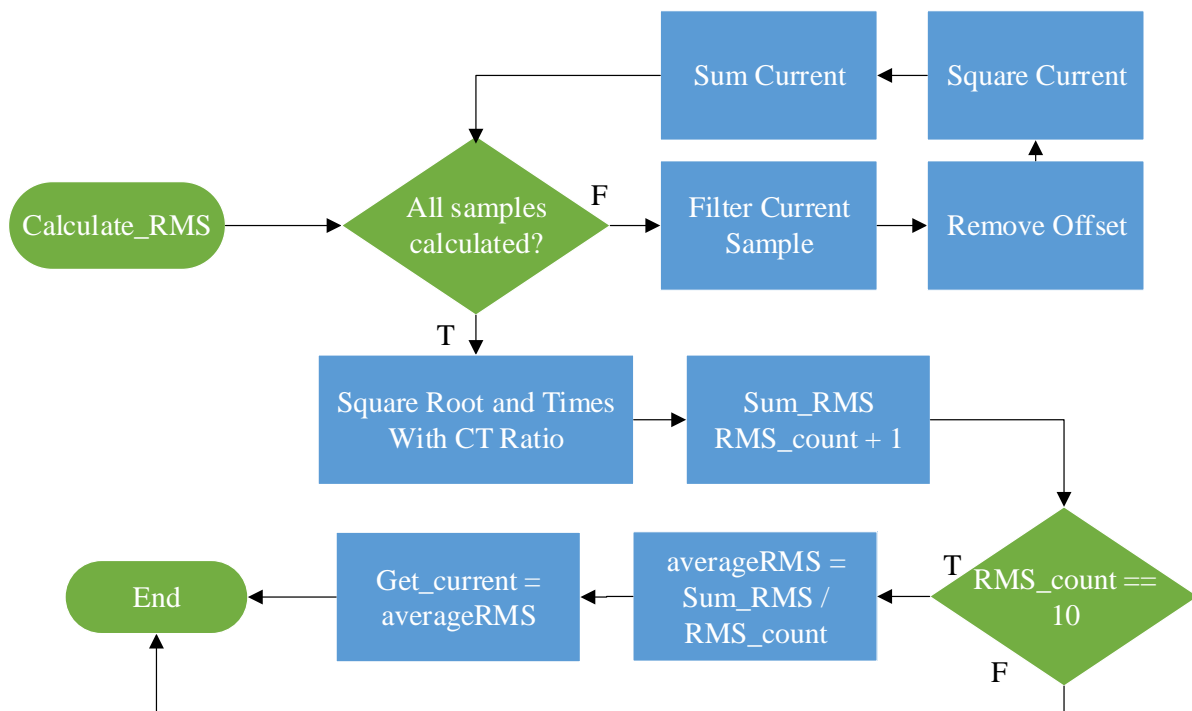 Sum Current
Square Current
Calculate_RMS
All samples
calculated?
F
Filter Current
Sample
Remove Offset
T
Square Root and Times
With CT Ratio
Sum_RMS
RMS_count + 1
RMS_count ==
10
T
averageRMS =
Sum_RMS /
RMS_count
Get_current =
averageRMS
End
F